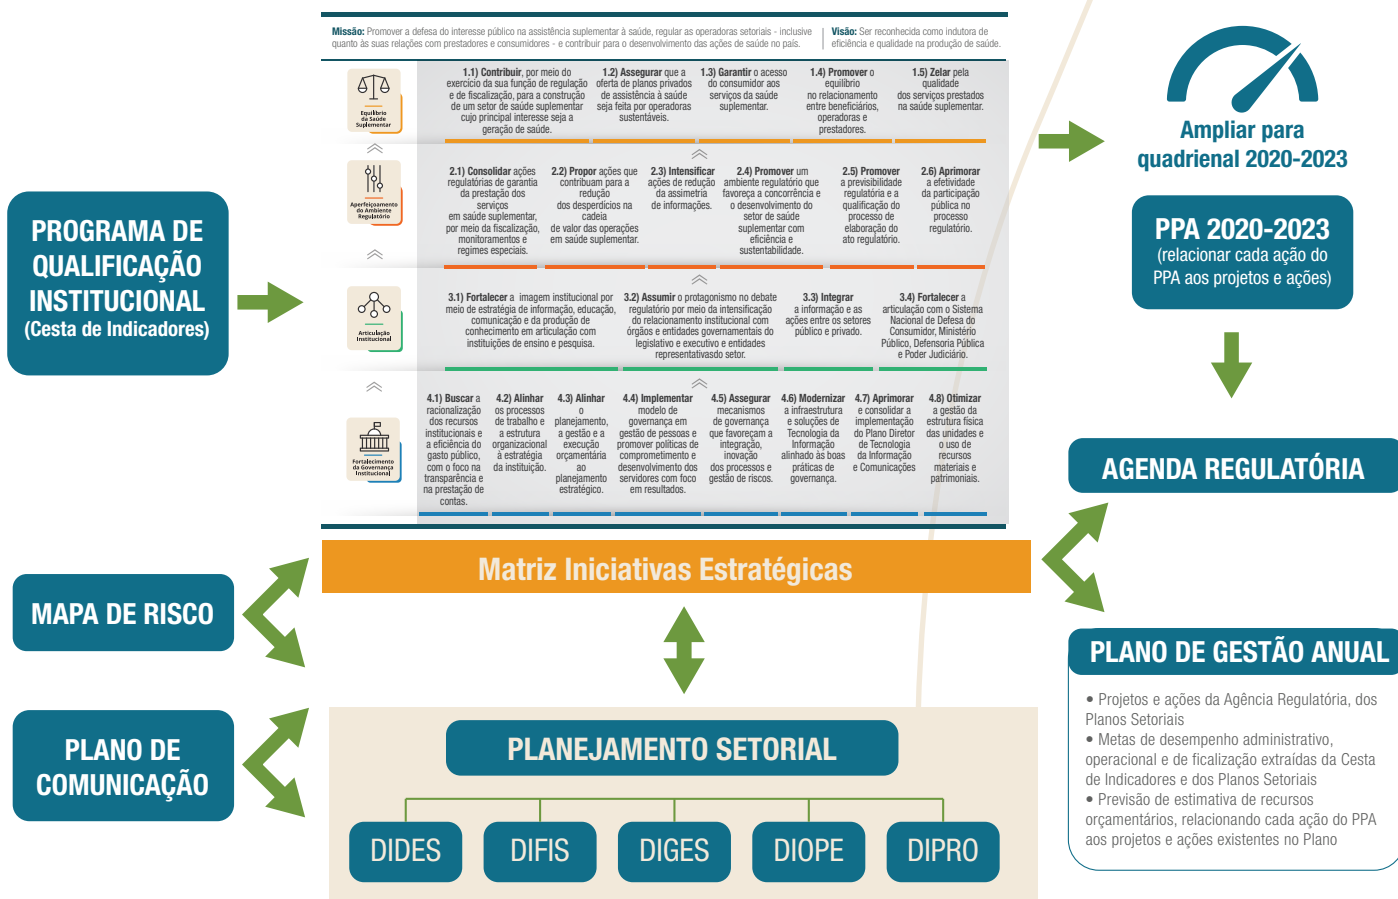 Missão: Promover a defesa do interesse público na assistência suplementar à saúde, regular as operadoras setoriais - inclusive
quanto às suas relações com prestadores e consumidores - e contribuir para o desenvolvimento das ações de saúde no país.
Visão: Ser reconhecida como indutora de
eficiência e qualidade na produção de saúde.
Equilíbrio
da Saúde
Suplementar
1.1) Contribuir, por meio do
exercício da sua função de regulação
e de fiscalização, para a construção
de um setor de saúde suplementar
cujo principal interesse seja a
geração de saúde.
1.2) Assegurar que a
oferta de planos privados
de assistência à saúde
seja feita por operadoras
sustentáveis.
1.3) Garantir o acesso
do consumidor aos
serviços da saúde
suplementar.
1.4) Promover o
equilíbrio
no relacionamento
entre beneficiários,
operadoras e
prestadores.
1.5) Zelar pela
qualidade
dos serviços prestados
na saúde suplementar.
Aperfeiçoamento
do Ambiente
Regulatório
2.1) Consolidar ações
regulatórias de garantia
da prestação dos
serviços
em saúde suplementar,
por meio da fiscalização,
monitoramentos e
regimes especiais.
2.2) Propor ações que
contribuam para a
redução
dos desperdícios na
cadeia
de valor das operações
em saúde suplementar.
2.3) Intensificar
ações de redução
da assimetria
de informações.
2.4) Promover um
ambiente regulatório que
favoreça a concorrência e
o desenvolvimento do
setor de saúde
suplementar com
eficiência e
sustentabilidade.
2.5) Promover
a previsibilidade
regulatória e a
qualificação do
processo de
elaboração do
ato regulatório.
2.6) Aprimorar
a efetividade
da participação
pública no
processo
regulatório.
Articulação
Institucional
3.1) Fortalecer a imagem institucional por
meio de estratégia de informação, educação,
comunicação e da produção de
conhecimento em articulação com
instituições de ensino e pesquisa.
3.2) Assumir o protagonismo no debate
regulatório por meio da intensificação
do relacionamento institucional com
órgãos e entidades governamentais do
legislativo e executivo e entidades
representativasdo setor.
3.3) Integrar
a informação e as
ações entre os setores
público e privado.
3.4) Fortalecer a
articulação com o Sistema
Nacional de Defesa do
Consumidor, Ministério
Público, Defensoria Pública
e Poder Judiciário.
Fortalecimento
da Governança
Institucional
4.1) Buscar a
racionalização
dos recursos
institucionais e
a eficiência do
gasto público,
com o foco na
transparência e
na prestação de
contas.
4.2) Alinhar
os processos
de trabalho e
a estrutura
organizacional
à estratégia
da instituição.
4.3) Alinhar
o
planejamento,
a gestão e a
execução
orçamentária
ao
planejamento
estratégico.
4.4) Implementar
modelo de
governança em
gestão de pessoas e
promover políticas de
comprometimento e
desenvolvimento dos
servidores com foco
em resultados.
4.5) Assegurar
mecanismos
de governança
que favoreçam a
integração,
inovação
dos processos e
gestão de riscos.
4.6) Modernizar
a infraestrutura
e soluções de
Tecnologia da
Informação
alinhado às boas
práticas de
governança.
4.7) Aprimorar
e consolidar a
implementação
do Plano Diretor
de Tecnologia
da Informação
e Comunicações
4.8) Otimizar
a gestão da
estrutura física
das unidades e
o uso de
recursos
materiais e
patrimoniais.
PROGRAMA DE
QUALIFICAÇÃO
INSTITUCIONAL
(Cesta de Indicadores)
MAPA DE RISCO
PLANO DE
COMUNICAÇÃO
Matriz Iniciativas Estratégicas
PLANEJAMENTO SETORIAL
DIDES
DIFIS
DIGES
DIOPE
DIPRO
Ampliar para
quadrienal 2020-2023
PPA 2020-2023
(relacionar cada ação do
PPA aos projetos e ações)
AGENDA REGULATÓRIA
PLANO DE GESTÃO ANUAL
• Projetos e ações da Agência Regulatória, dos
Planos Setoriais
• Metas de desempenho administrativo,
operacional e de ficalização extraídas da Cesta
de Indicadores e dos Planos Setoriais
• Previsão de estimativa de recursos
orçamentários, relacionando cada ação do PPA
aos projetos e ações existentes no Plano